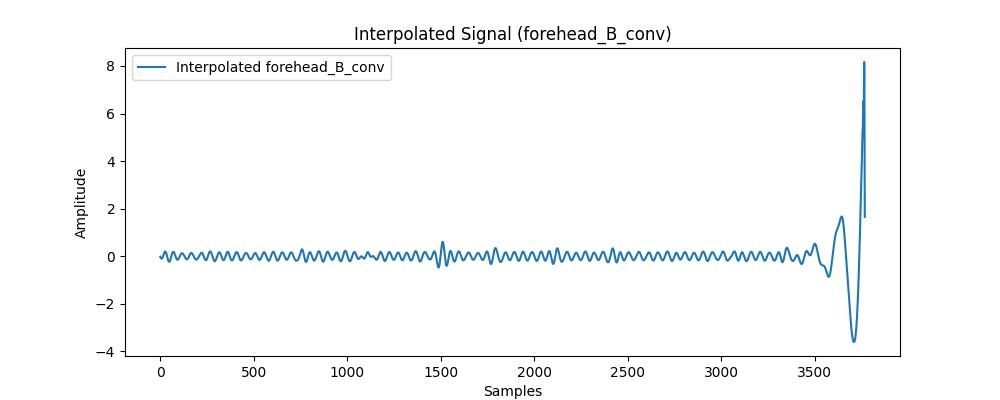 Interpolated Signal (forehead_B_conv)
Interpolated forehead_B_conv
8
6
4
2
0
−2
−4
Amplitude
0 500 1000 1500 2000 2500 3000 3500
Samples